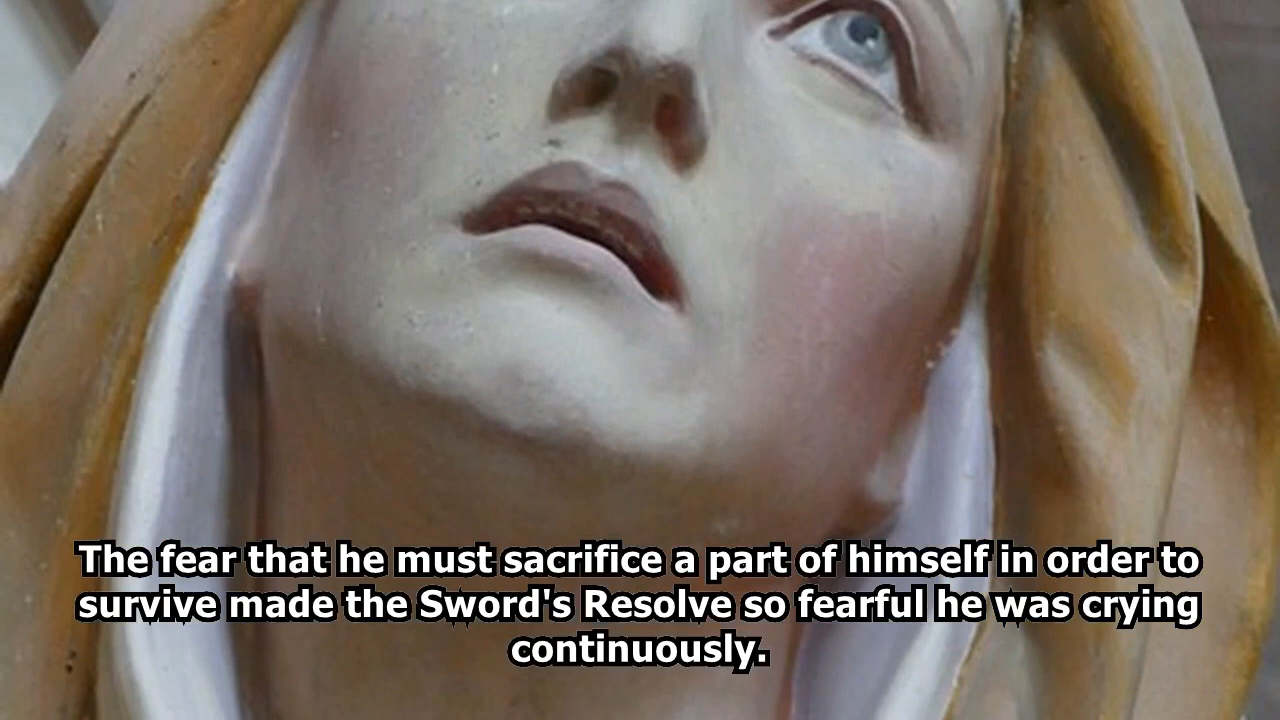 The fear that he must sacrifice a part of himself in order to
survive made the Sword's Resolve so fearful he was crying
continuously.